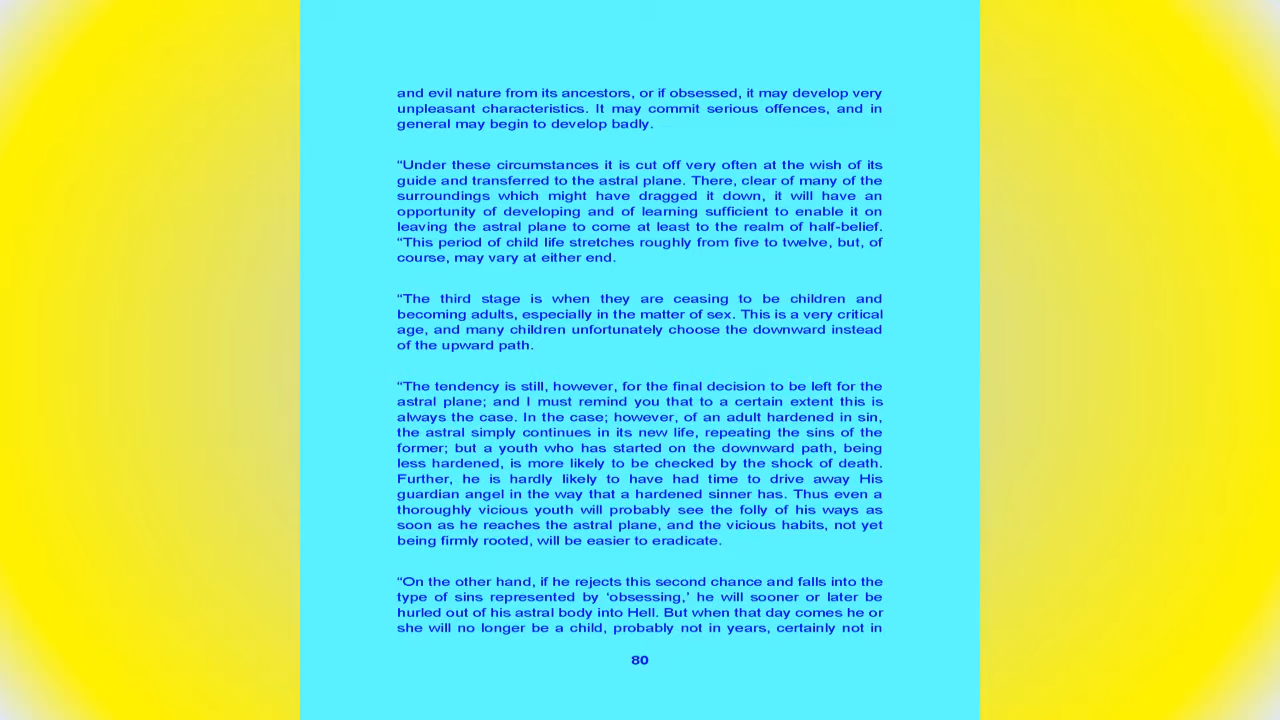 and evil nature from its ancestors, or if obsessed, it may develop very
unpleasant characteristics. It may commit serious offences, and in
general may begin to develop badly.
“Under these circumstances it is cut off very often at the wish of its
guide and transferred to the astral plane. There, clear of many of the
surroundings which might have dragged it down, it will have an
opportunity of developing and of learning sufficient to enable it on
leaving the astral plane to come at least to the realm of half-belief.
“This period of child life stretches roughly from five to twelve, but, of
course, may vary at either end.
“The third stage is when they are ceasing to be children and
becoming adults, especially in the matter of sex. This is a very critical
age, and many children unfortunately choose the downward instead
of the upward path.
“The tendency is still, however, for the final decision to be left for the
astral plane; and I must remind you that to a certain extent this is
always the case. In the case; however, of an adult hardened in sin,
the astral simply continues in its new life, repeating the sins of the
former; but a youth who has started on the downward path, being
less hardened, is more likely to be checked by the shock of death.
Further, he is hardly likely to have had time to drive away His
guardian angel in the way that a hardened sinner has. Thus even a
thoroughly vicious youth will probably see the folly of his ways as
soon as he reaches the astral plane, and the vicious habits, not yet
being firmly rooted, will be easier to eradicate.
“On the other hand, if he rejects this second chance and falls into the
type of sins represented by ‘obsessing,’ he will sooner or later be
hurled out of his astral body into Hell. But when that day comes he or
she will no longer be a child, probably not in years, certainly not in
80